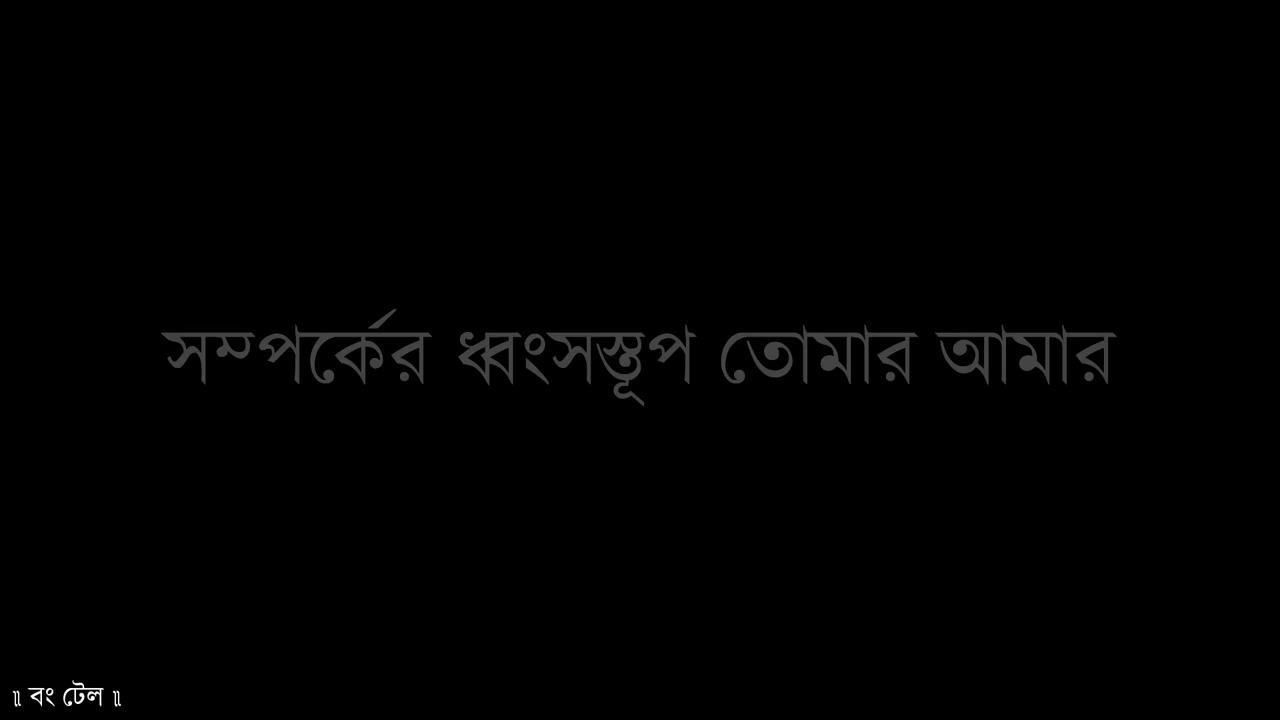 সম্পর্কের ধ্বংসস্তূপ তোমার আমার
॥ বং টেল ॥